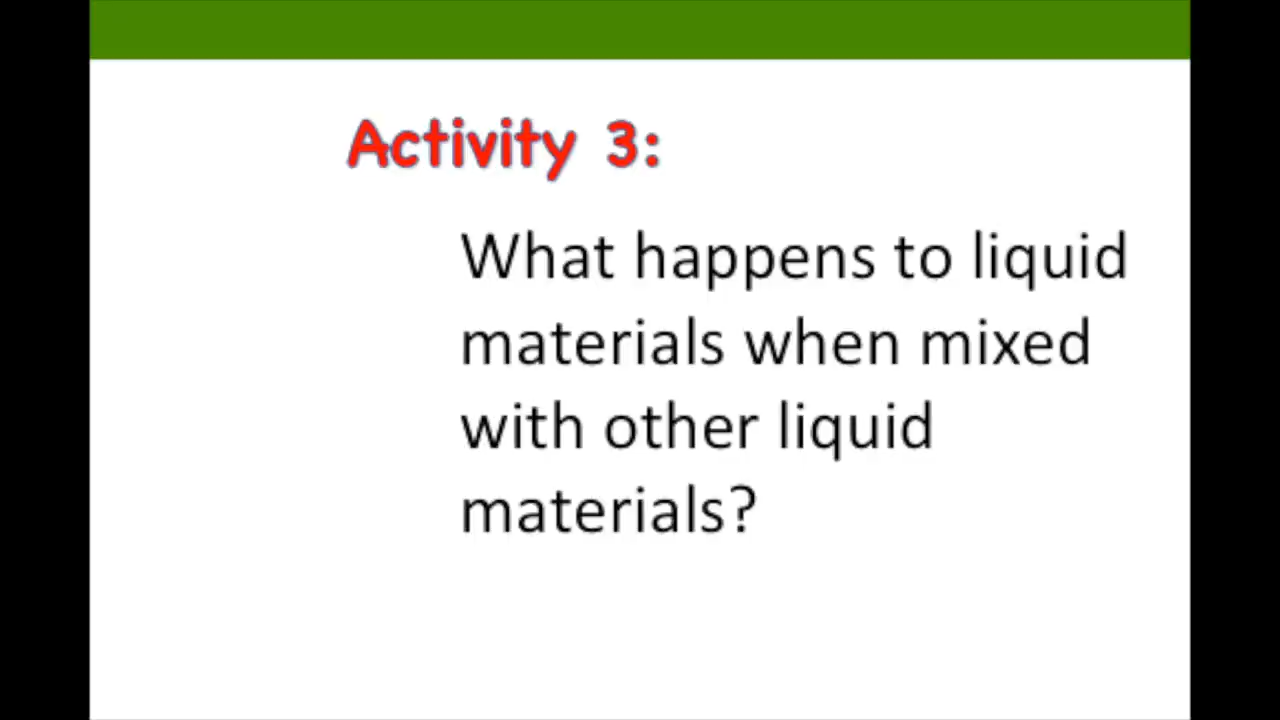 Activity 3:
What happens to liquid
materials when mixed
with other liquid
materials?